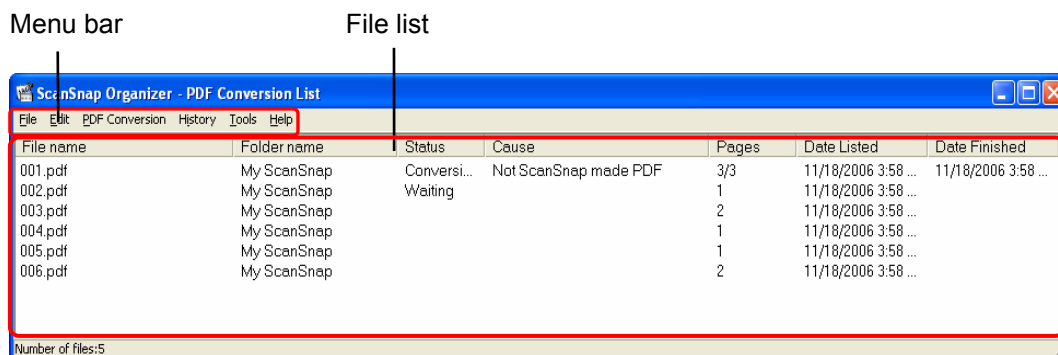 Menu bar File list
ScanSnap Organizer - PDF Conversion List
File Edit PDF Conversion History Tools Help
File name Folder name Status Cause Pages Date Listed Date Finished
001.pdf My ScanSnap Conversi... Not ScanSnap made PDF 3/3 11/18/2006 3:58 ... 11/18/2006 3:58 ...
002.pdf My ScanSnap Waiting 1 11/18/2006 3:58 ...
003.pdf My ScanSnap 2 11/18/2006 3:58 ...
004.pdf My ScanSnap 1 11/18/2006 3:58 ...
005.pdf My ScanSnap 1 11/18/2006 3:58 ...
006.pdf My ScanSnap 2 11/18/2006 3:58 ...
Number of files:5